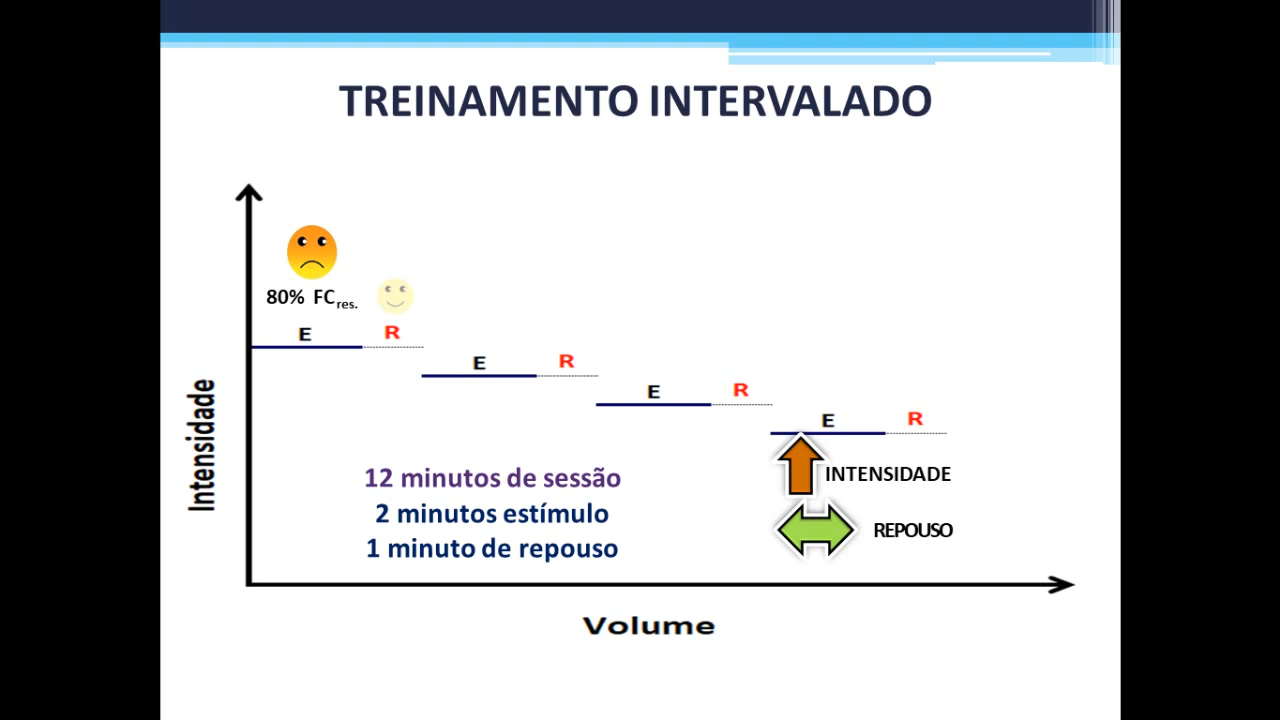 TREINAMENTO INTERVALADO
80% FCres.
E R
E R
E R
E R
Intensidade
12 minutos de sessão
2 minutos estímulo
1 minuto de repouso
INTENSIDADE
REPOUSO
Volume